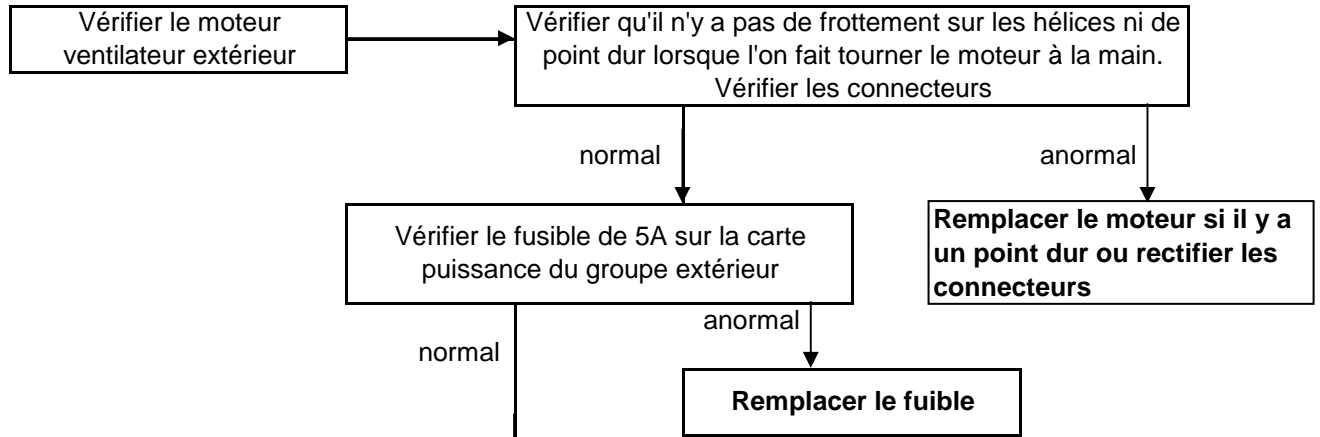 Vérifier le moteur
ventilateur extérieur
Vérifier qu'il n'y a pas de frottement sur les hélices ni de
point dur lorsque l'on fait tourner le moteur à la main.
Vérifier les connecteurs
normal
anormal
Vérifier le fusible de 5A sur la carte
puissance du groupe extérieur
Remplacer le moteur si il y a
un point dur ou rectifier les
connecteurs
anormal
normal
Remplacer le fuible